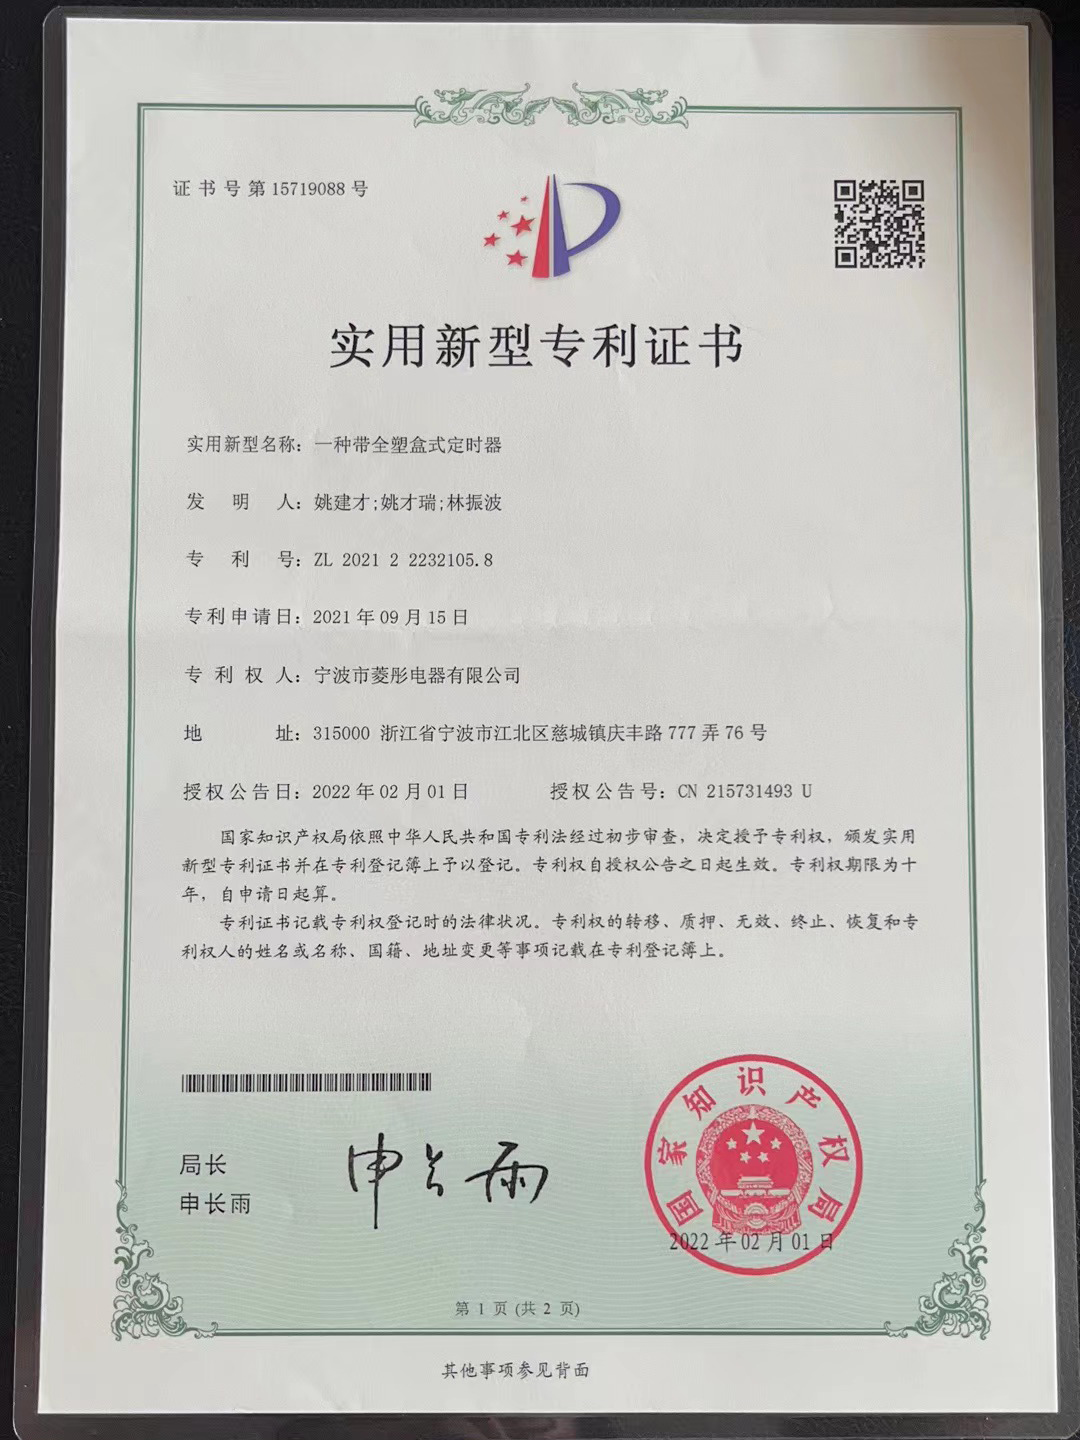 证书号第15719088号
实用新型专利证书
实用新型名称：一种带全塑盒式定时器
发明人：姚建才;姚才瑞;林振波
专利号：ZL 2021 2 2232105.8
专利申请日：2021年09月15日
专利权人：宁波市菱彤电器有限公司
地址：315000 浙江省宁波市江北区慈城镇庆丰路777弄76号
授权公告日：2022年02月01日 授权公告号：CN 215731493 U
国家知识产权局依照中华人民共和国专利法经过初步审查，决定授予专利权，颁发实用
新型专利证书并在专利登记簿上予以登记。专利权自授权公告之日起生效。专利权期限为十
年，自申请日起算。
专利证书记载专利权登记时的法律状况。专利权的转移、质押、无效、终止、恢复和专
利权人的姓名或名称、国籍、地址变更等事项记载在专利登记簿上。
局长
申长雨
申长雨
国家知识产权局
2022年02月01日
第 1 页 (共 2 页)
其他事项参见背面